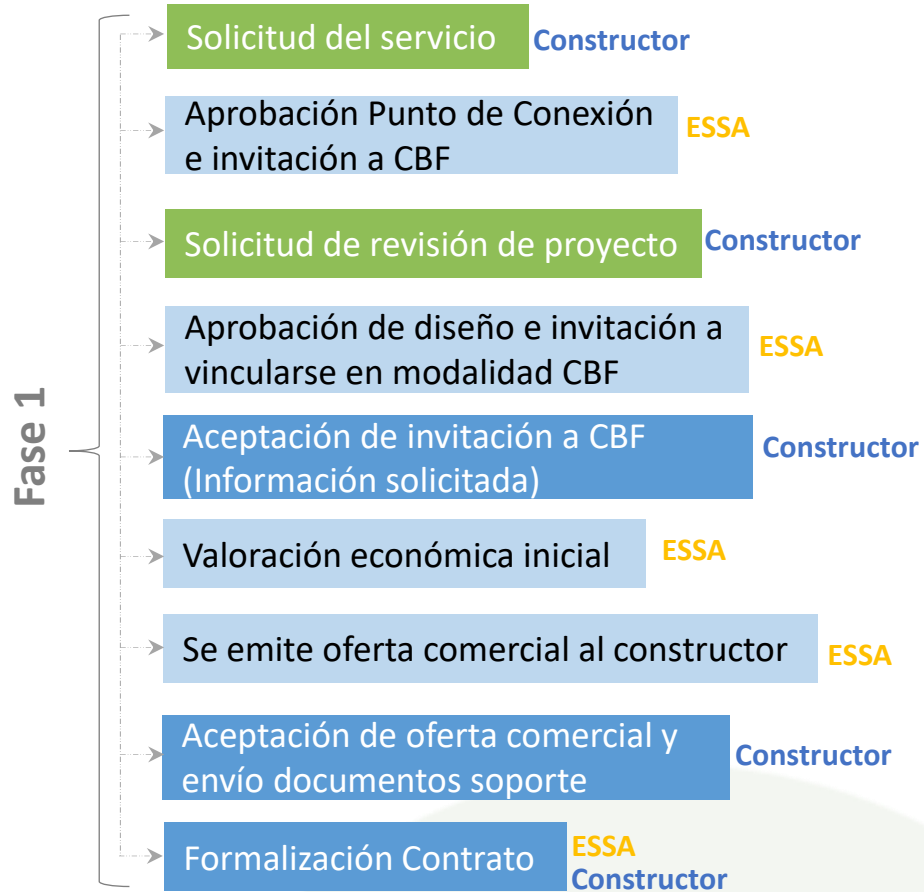 Fase 1
Solicitud del servicio
Constructor
Aprobación Punto de Conexión
e invitación a CBF
ESSA
Solicitud de revisión de proyecto
Constructor
Aprobación de diseño e invitación a
vincularse en modalidad CBF
ESSA
Aceptación de invitación a CBF
(Información solicitada)
Constructor
Valoración económica inicial
ESSA
Se emite oferta comercial al constructor
ESSA
Aceptación de oferta comercial y
envío documentos soporte
Constructor
Formalización Contrato
ESSA
Constructor